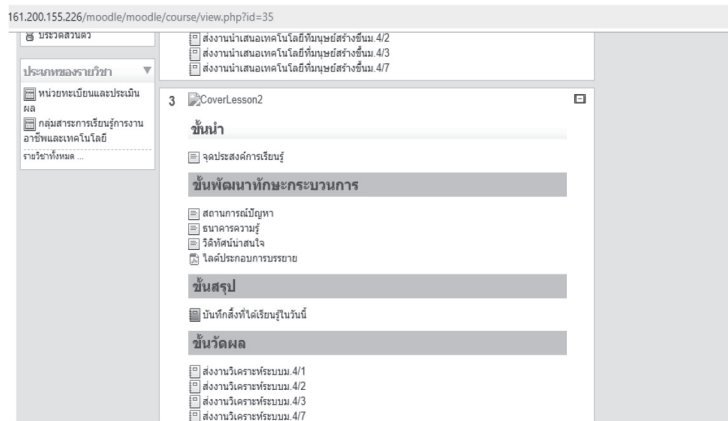 161.200.155.226/moodle/moodle/course/view.php?id=35
ประวัติส่วนตัว
ประเภทของรายวิชา
หน่วยทะเบียนและประเมิน
ผล
กลุ่มสาระการเรียนรู้การงาน
อาชีพและเทคโนโลยี
รายวิชาทั้งหมด ...
ส่งงานนำเสนอเทคโนโลยีที่มนุษย์สร้างขึ้นม.4/2
ส่งงานนำเสนอเทคโนโลยีที่มนุษย์สร้างขึ้นม.4/3
ส่งงานนำเสนอเทคโนโลยีที่มนุษย์สร้างขึ้นม.4/7
3 CoverLesson2
ขั้นนำ
จุดประสงค์การเรียนรู้
ขั้นพัฒนาทักษะกระบวนการ
สถานการณ์ปัญหา
ธนาคารความรู้
วิดีทัศน์น่าสนใจ
ไลด์ประกอบการบรรยาย
ขั้นสรุป
บันทึกสิ่งที่ได้เรียนรู้ในวันนี้
ขั้นวัดผล
ส่งงานวิเคราะห์ระบบม.4/1
ส่งงานวิเคราะห์ระบบม.4/2
ส่งงานวิเคราะห์ระบบม.4/3
ส่งงานวิเคราะห์ระบบม.4/7